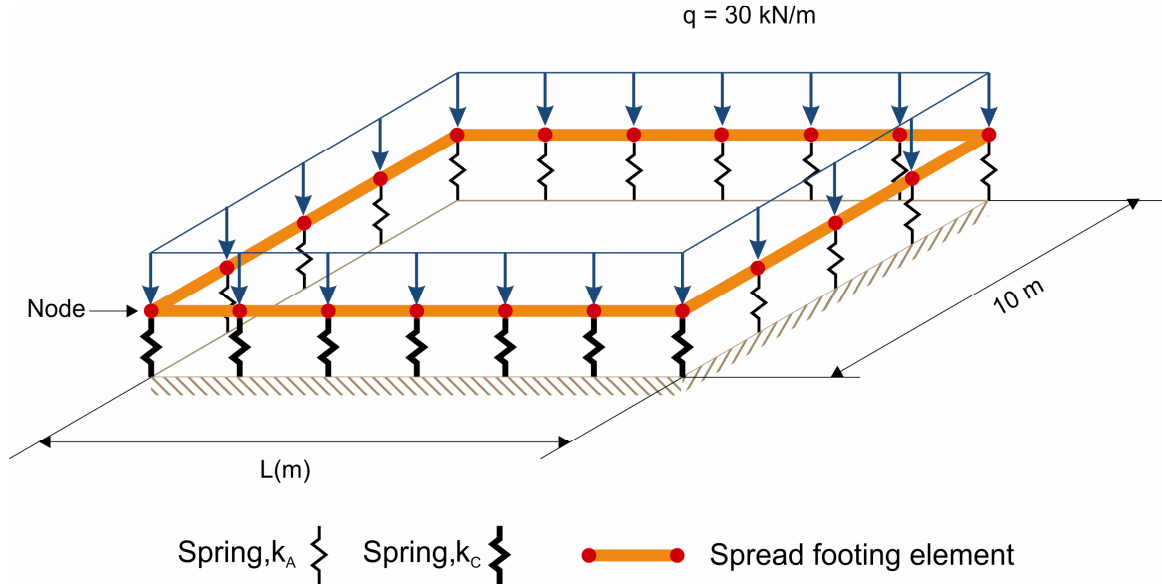 q = 30 kN/m
Node
10 m
L(m)
Spring,kA
Spring,kC
Spread footing element